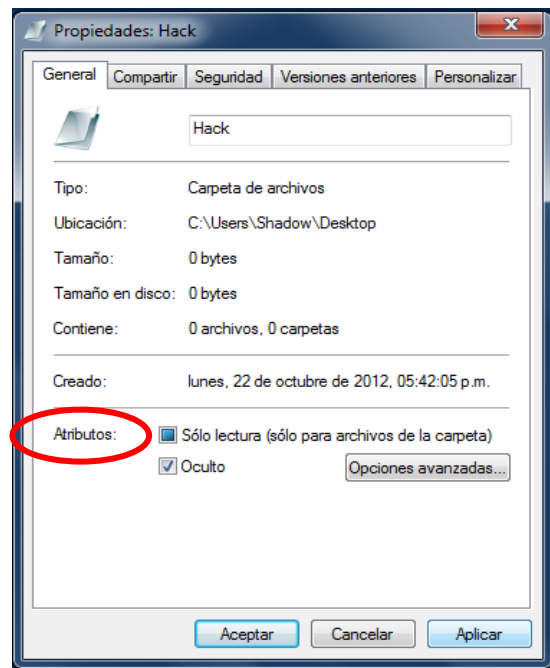 Propiedades: Hack
General Compartir Seguridad Versiones anteriores Personalizar
Hack
Tipo: Carpeta de archivos
Ubicación: C:\Users\Shadow\Desktop
Tamaño: 0 bytes
Tamaño en disco: 0 bytes
Contiene: 0 archivos, 0 carpetas
Creado: lunes, 22 de octubre de 2012, 05:42:05 p.m.
Atributos: Sólo lectura (sólo para archivos de la carpeta)
Oculto Opciones avanzadas...
Aceptar Cancelar Aplicar